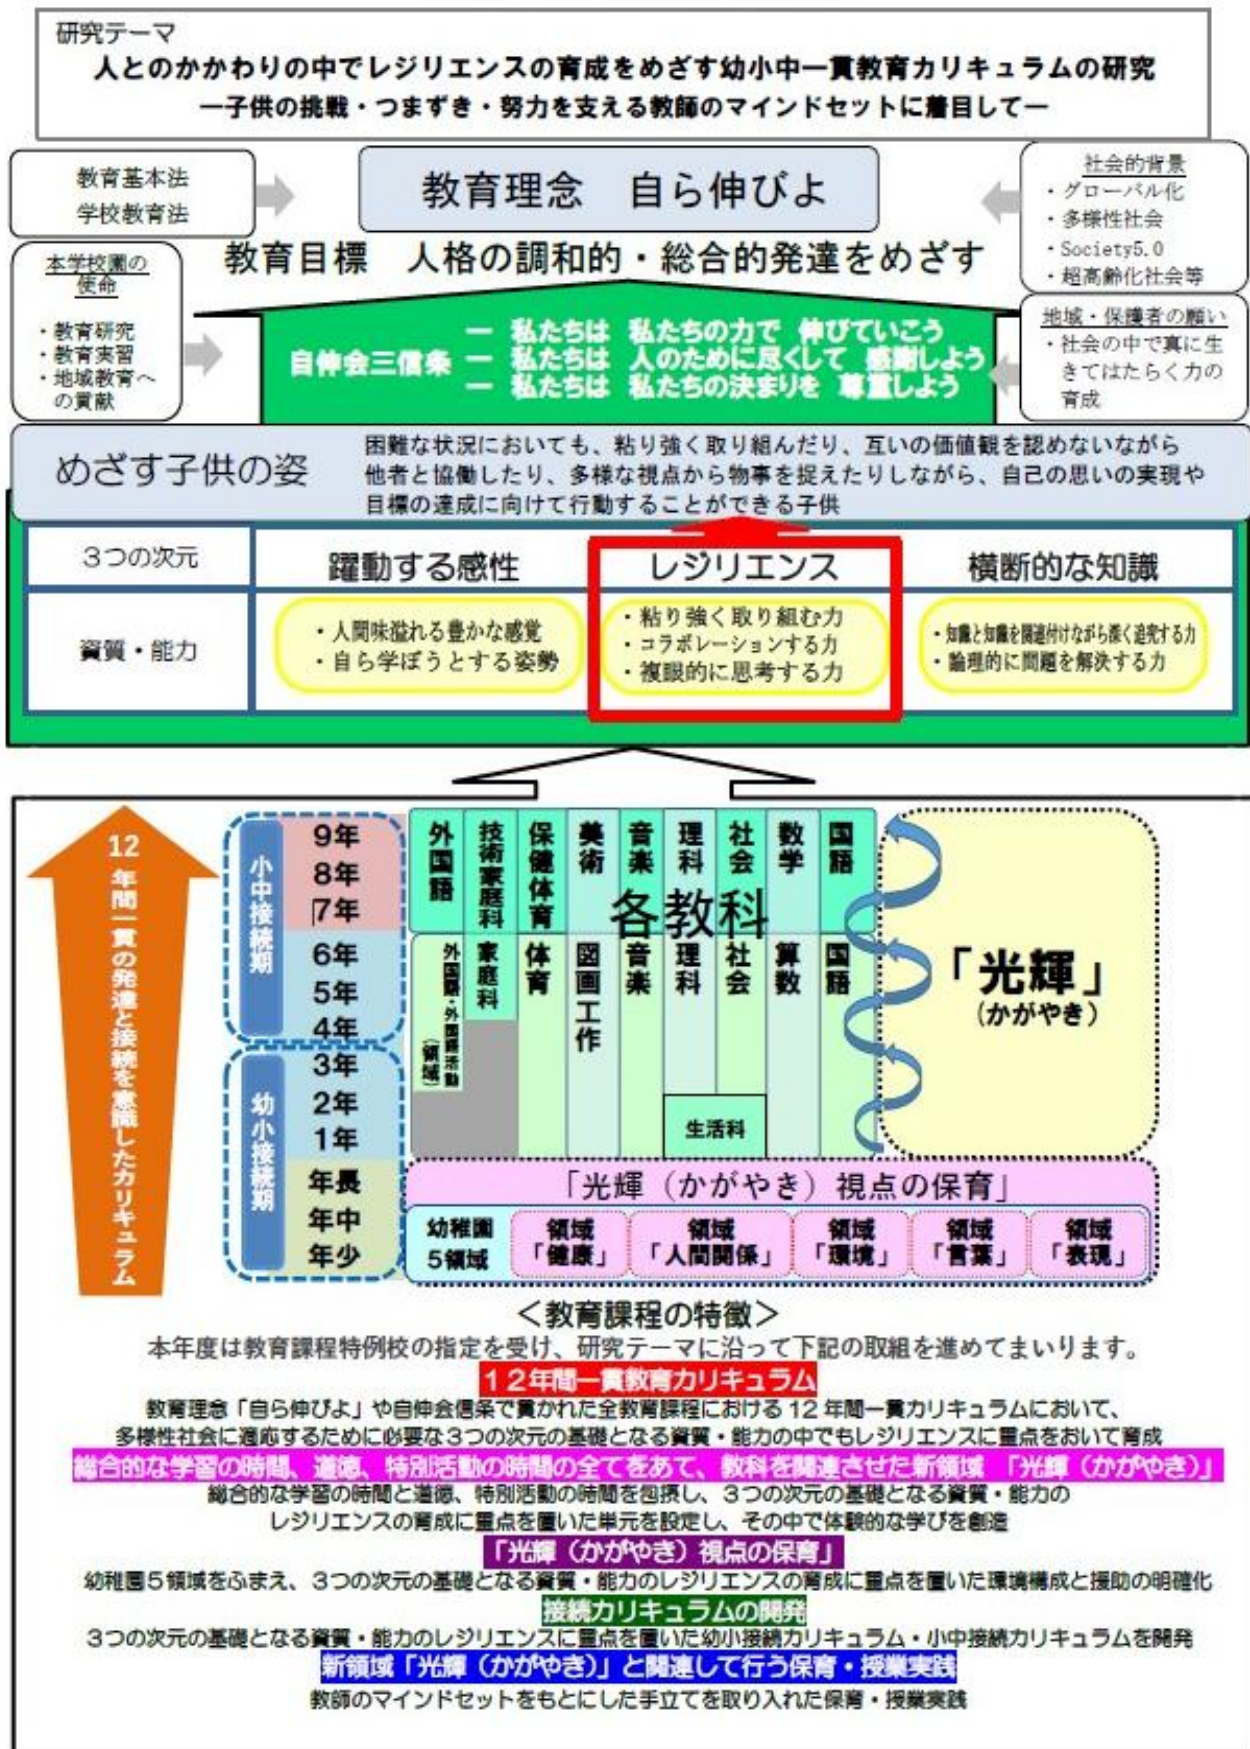 研究テーマ
人とのかかわりの中でレジリエンスの育成をめざす幼小中一貫教育カリキュラムの研究
―子供の挑戦・つまずき・努力を支える教師のマインドセットに着目して―
教育基本法
学校教育法
教育理念　自ら伸びよ
社会的背景
・グローバル化
・多様性社会
・Society5.0
・超高齢化社会等
教育目標　人格の調和的・総合的発達をめざす
本学校園の
使命
・教育研究
・教育実習
・地域教育へ
の貢献
自伸会三信条
一 私たちは 私たちの力で 伸びていこう
一 私たちは 人のために尽くして 感謝しよう
一 私たちは 私たちの決まりを 尊重しよう
地域・保護者の願い
・社会の中で真に生
きてはたらく力の
育成
めざす子供の姿
困難な状況においても、粘り強く取り組んだり、互いの価値観を認めないながら
他者と協働したり、多様な視点から物事を捉えたりしながら、自己の思いの実現や
目標の達成に向けて行動することができる子供
3つの次元
躍動する感性
レジリエンス
横断的な知識
資質・能力
・人間味溢れる豊かな感覚
・自ら学ぼうとする姿勢
・粘り強く取り組む力
・コラボレーションする力
・複眼的に思考する力
・知識と知識を関連付けながら深く追究する力
・論理的に問題を解決する力
12年間一貫の発達と接続を意識したカリキュラム
小中接続期
9年
8年
7年
6年
5年
4年
幼小接続期
3年
2年
1年
年長
年中
年少
外国語
技術家庭科
保健体育
美術
音楽
理科
社会
数学
国語
各教科
外国語・外国語活動（領域）
家庭科
体育
図画工作
音楽
理科
社会
算数
国語
生活科
「光輝」
（かがやき）
「光輝（かがやき）視点の保育」
幼稚園
5領域
領域
「健康」
領域
「人間関係」
領域
「環境」
領域
「言葉」
領域
「表現」
＜教育課程の特徴＞
本年度は教育課程特例校の指定を受け、研究テーマに沿って下記の取組を進めてまいります。
１２年間一貫教育カリキュラム
教育理念「自ら伸びよ」や自伸会信条で貫かれた全教育課程における 12 年間一貫カリキュラムにおいて、
多様性社会に適応するために必要な３つの次元の基礎となる資質・能力の中でもレジリエンスに重点をおいて育成
総合的な学習の時間、道徳、特別活動の時間の全てをあて、教科を関連させた新領域 「光輝（かがやき）」
総合的な学習の時間と道徳、特別活動の時間を包摂し、３つの次元の基礎となる資質・能力の
レジリエンスの育成に重点を置いた単元を設定し、その中で体験的な学びを創造
「光輝（かがやき）視点の保育」
幼稚園５領域をふまえ、３つの次元の基礎となる資質・能力のレジリエンスの育成に重点を置いた環境構成と援助の明確化
接続カリキュラムの開発
３つの次元の基礎となる資質・能力のレジリエンスに重点を置いた幼小接続カリキュラム・小中接続カリキュラムを開発
新領域「光輝（かがやき）」と関連して行う保育・授業実践
教師のマインドセットをもとにした手立てを取り入れた保育・授業実践